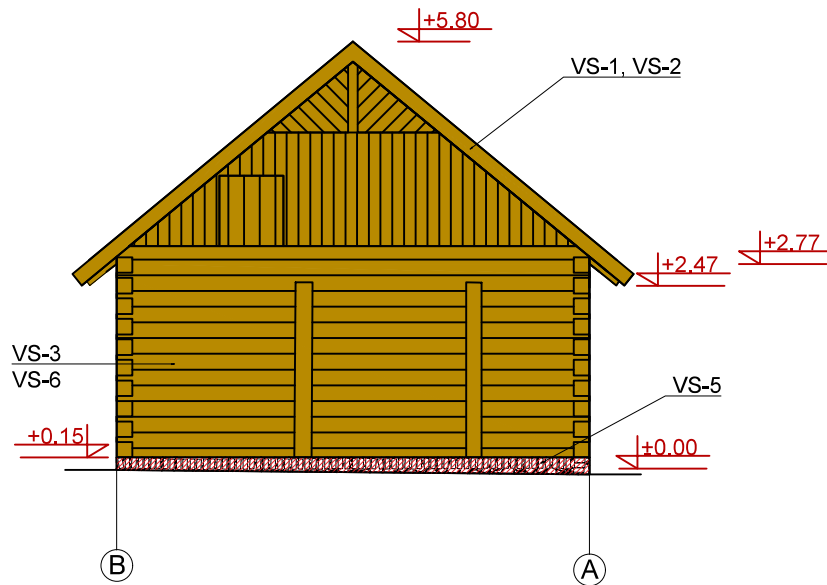 +5.80
VS-1, VS-2
+2.77
+2.47
VS-3
VS-6
VS-5
+0.15
±0.00
B
A